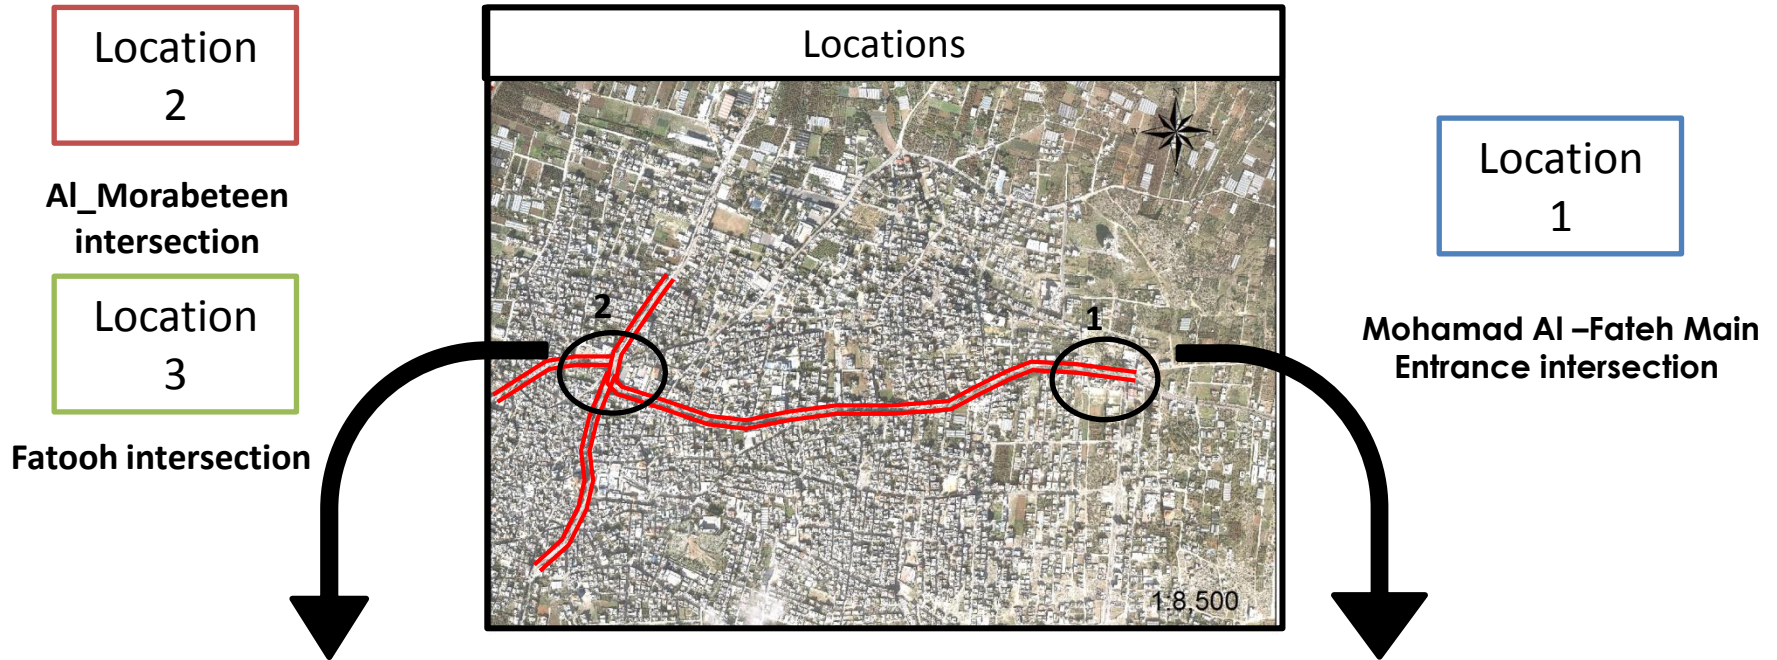 Location
2
Al_Morabeteen
intersection
Location
3
Fatooh intersection
Locations
2
1
1:8,500
Location
1
Mohamad Al –Fateh Main
Entrance intersection